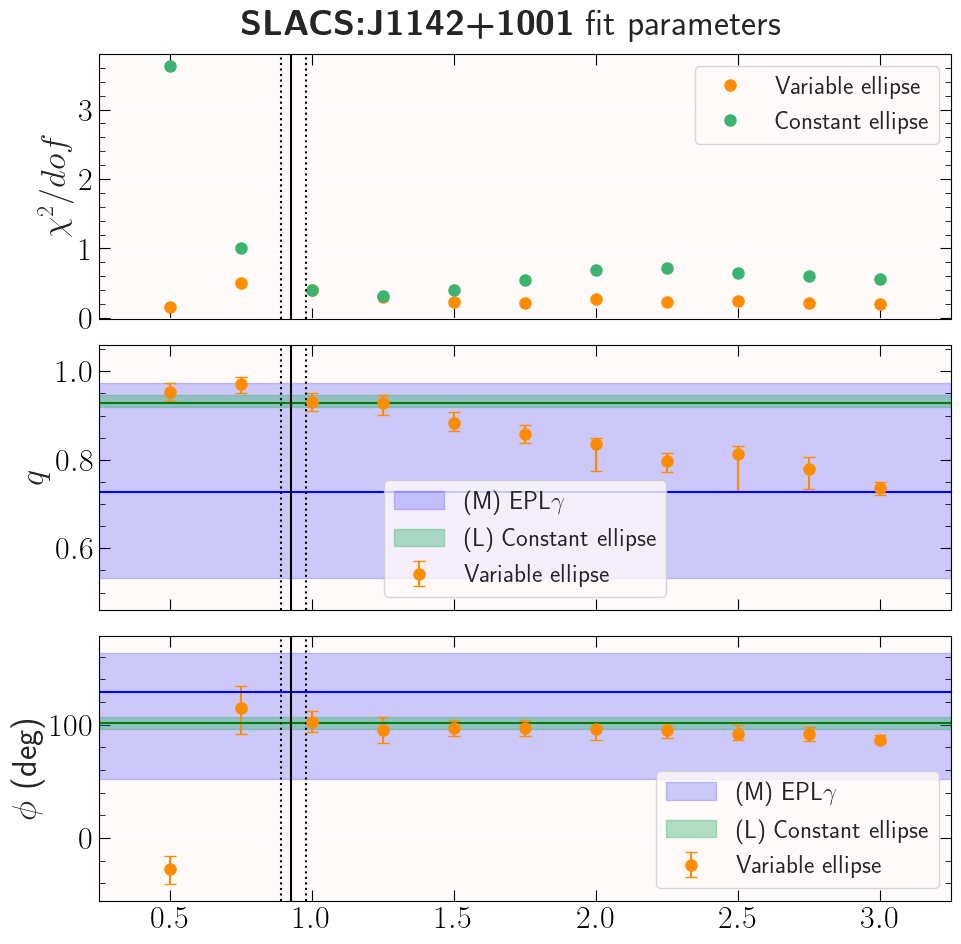 SLACS:J1142+1001 fit parameters
3
2
1
0
χ²/dof
Variable ellipse
Constant ellipse
1.0
0.8
0.6
q
(M) EPLγ
(L) Constant ellipse
Variable ellipse
100
0
ϕ (deg)
(M) EPLγ
(L) Constant ellipse
Variable ellipse
0.5 1.0 1.5 2.0 2.5 3.0